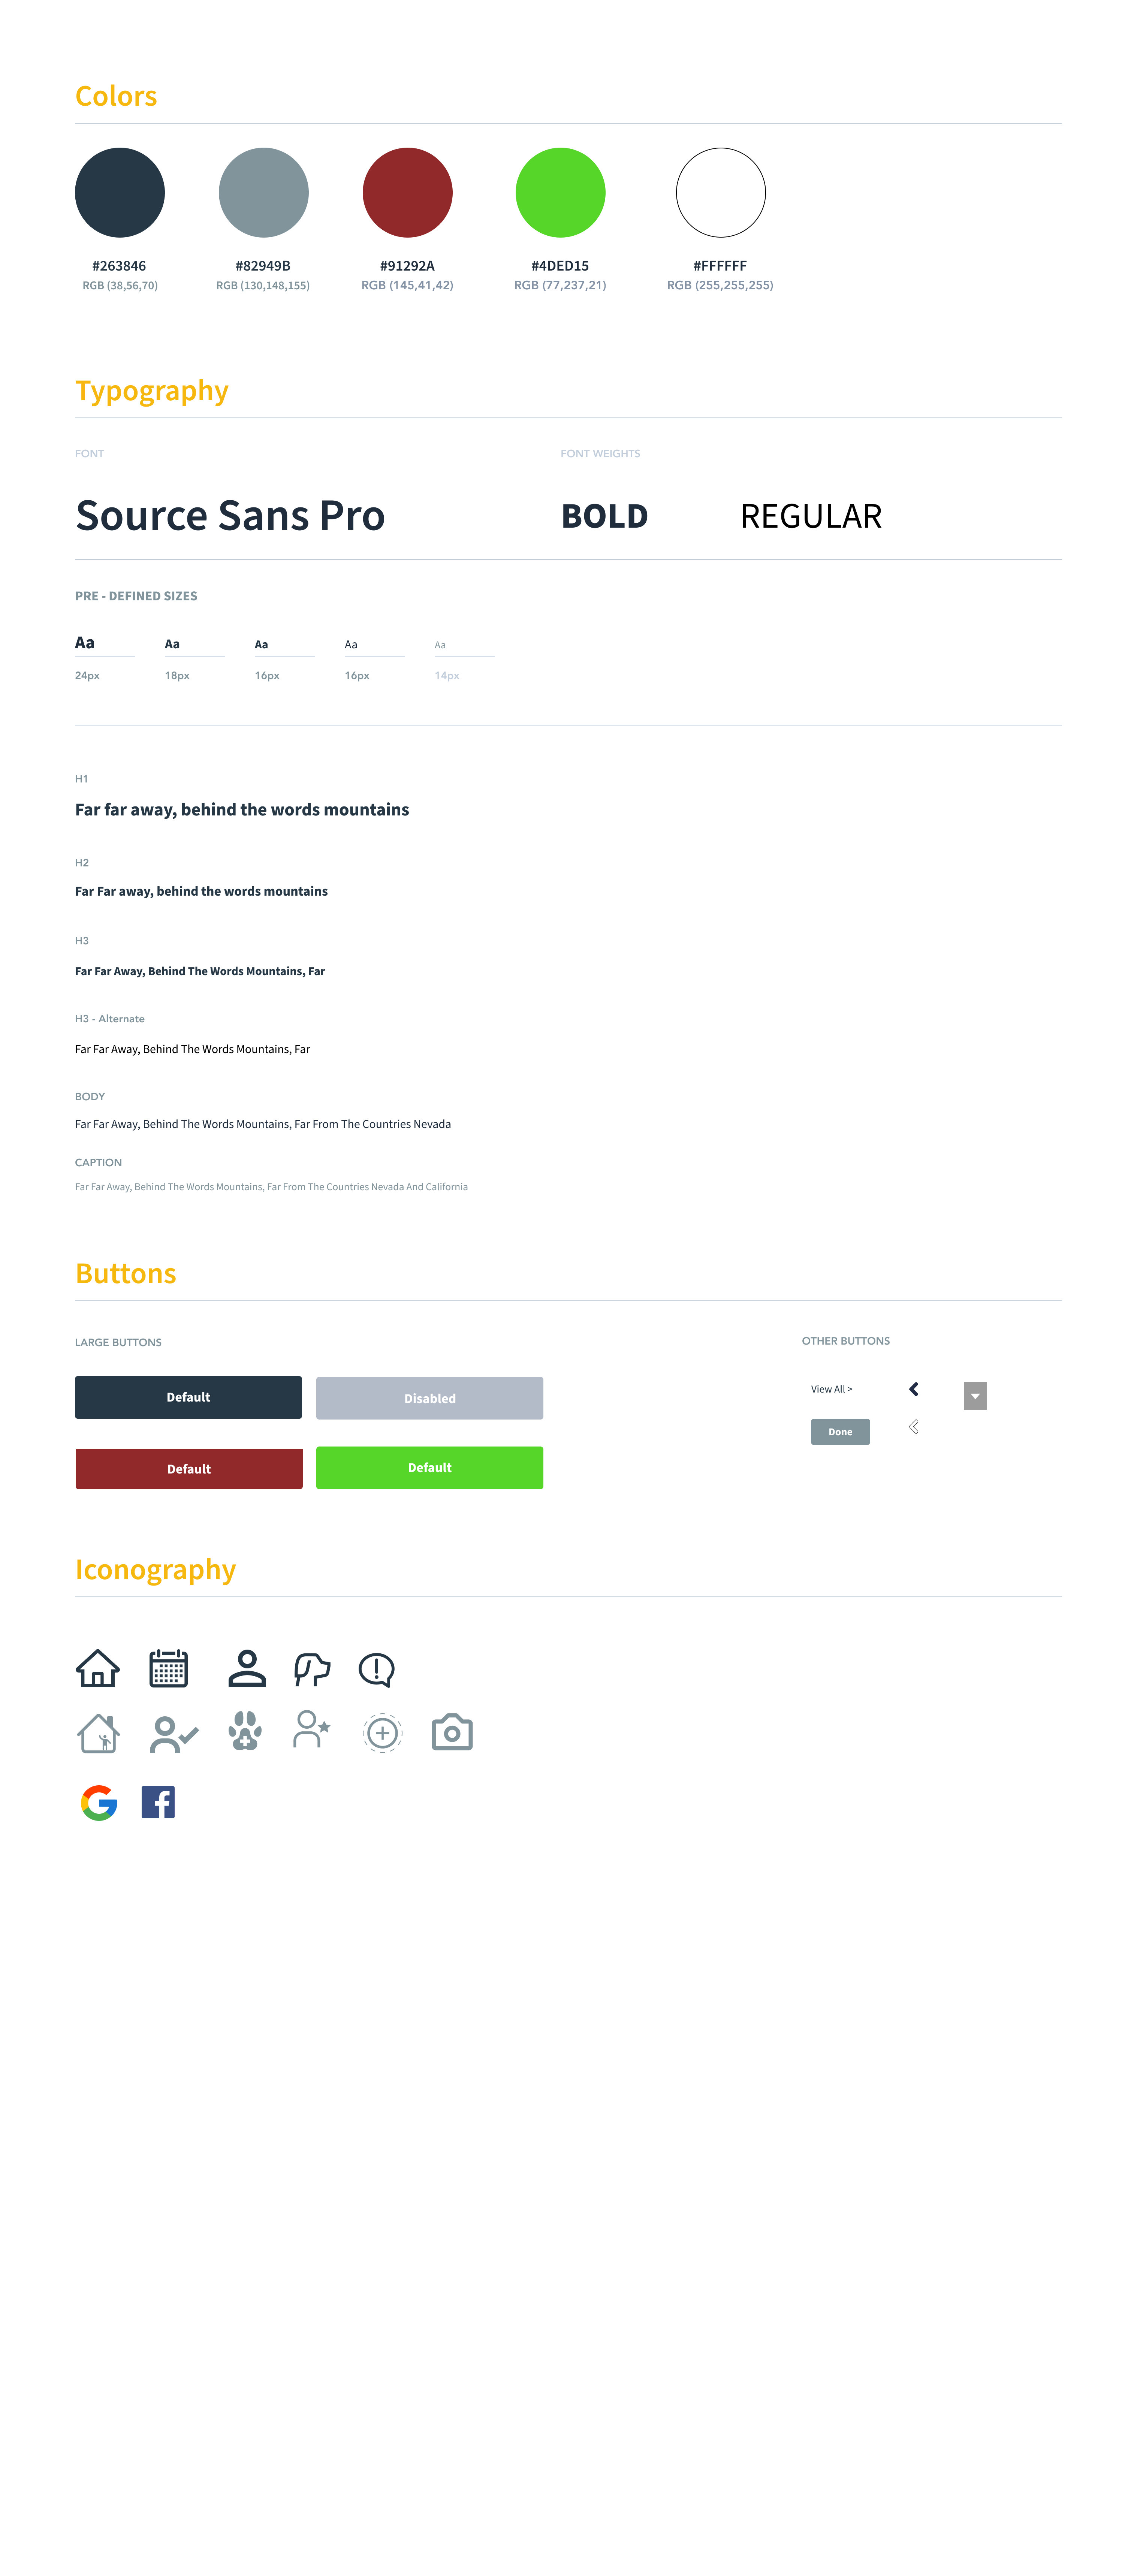 Colors
#263846
#82949B
#91292A
#4DED15
#FFFFFF
RGB (38,56,70)
RGB (130,148,155)
RGB (145,41,42)
RGB (77,237,21)
RGB (255,255,255)
Typography
FONT
FONT WEIGHTS
Source Sans Pro
BOLD
REGULAR
PRE - DEFINED SIZES
Aa
Aa
Aa
Aa
Aa
24px
18px
16px
16px
14px
H1
Far far away, behind the words mountains
H2
Far Far away, behind the words mountains
H3
Far Far Away, Behind The Words Mountains, Far
H3 - Alternate
Far Far Away, Behind The Words Mountains, Far
BODY
Far Far Away, Behind The Words Mountains, Far From The Countries Nevada
CAPTION
Far Far Away, Behind The Words Mountains, Far From The Countries Nevada And California
Buttons
LARGE BUTTONS
OTHER BUTTONS
Default
Disabled
View All >
Done
Default
Default
Iconography